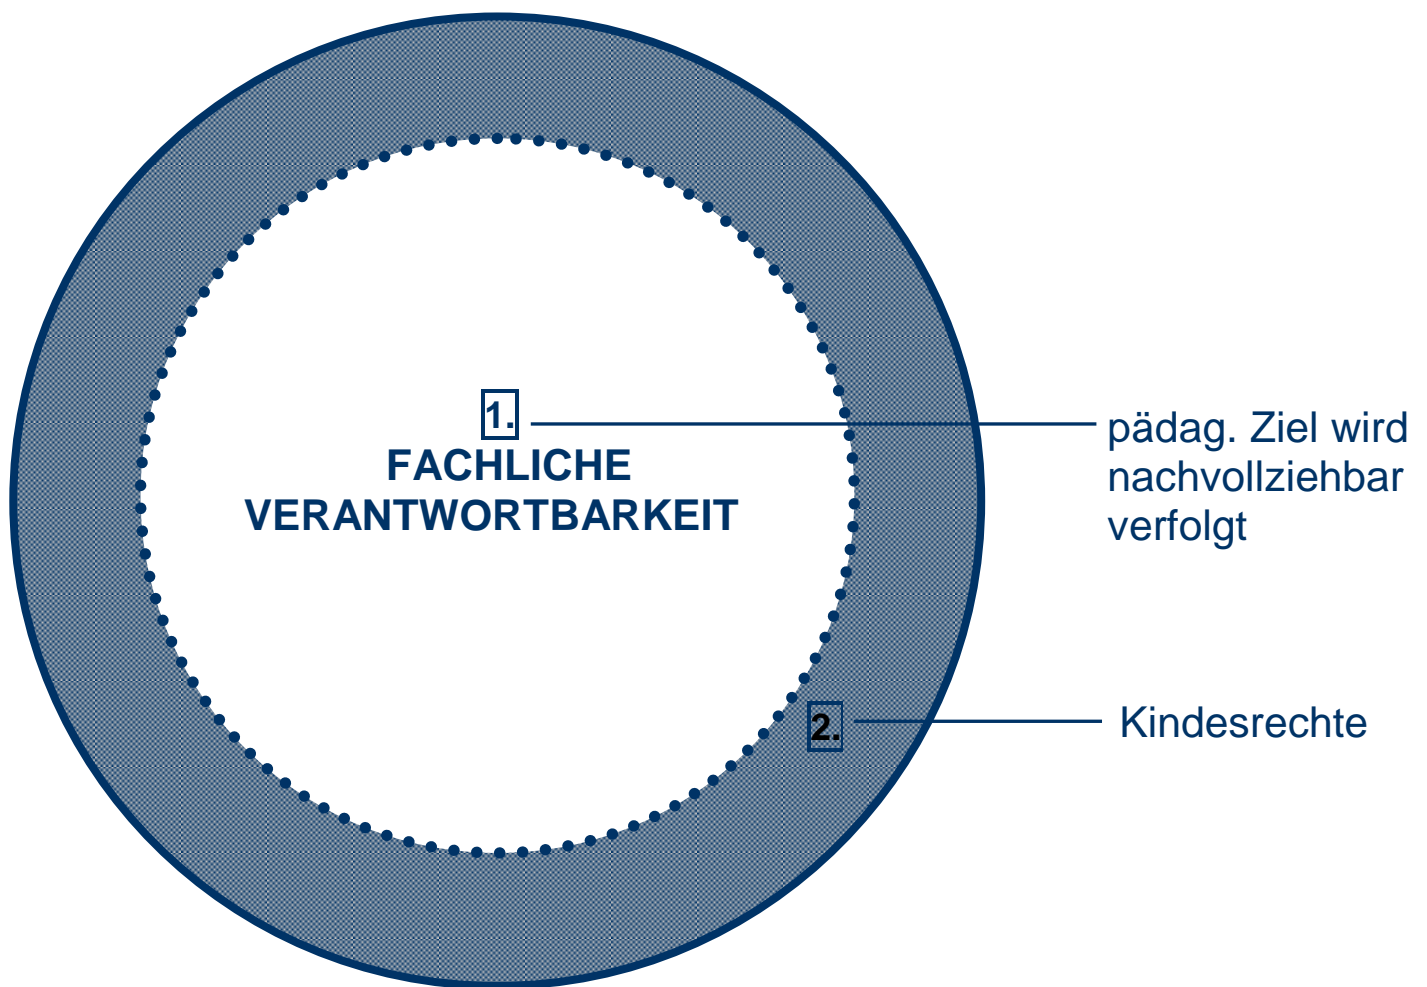 1.
FACHLICHE
VERANTWORTBARKEIT
pädag. Ziel wird
nachvollziehbar
verfolgt
2.
Kindesrechte